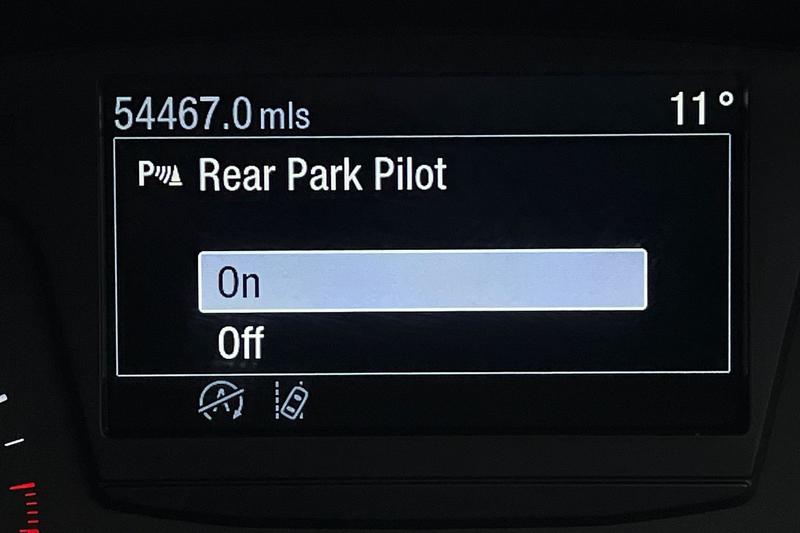 54467.0 mls 11°
P Rear Park Pilot
On
Off
A